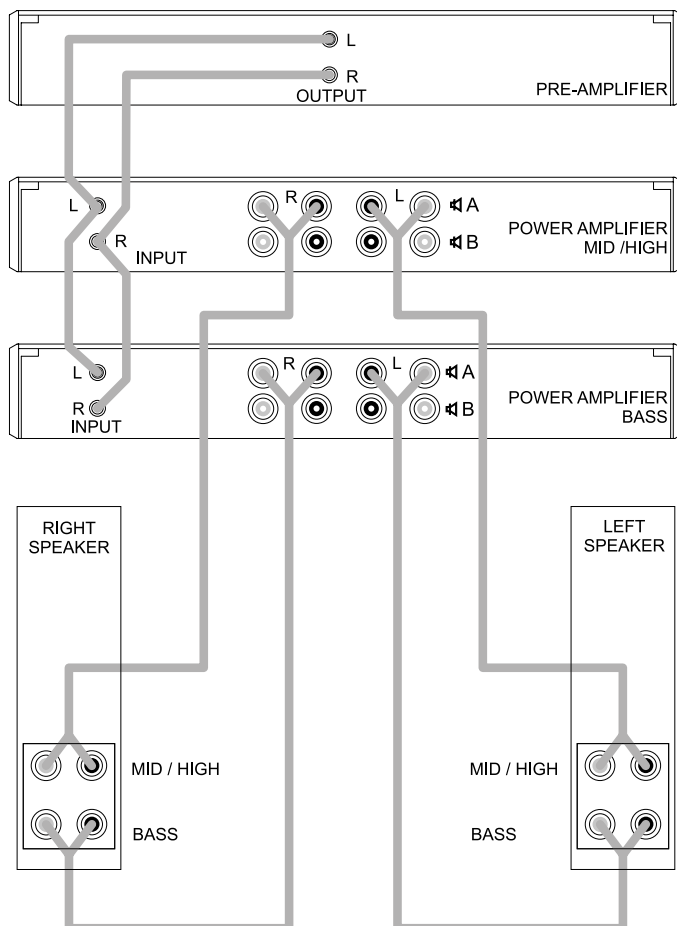 L
R
OUTPUT
PRE-AMPLIFIER
L
R
INPUT
R
L
A
B
POWER AMPLIFIER
MID /HIGH
L
R
INPUT
R
L
A
B
POWER AMPLIFIER
BASS
RIGHT
SPEAKER
LEFT
SPEAKER
MID / HIGH
MID / HIGH
BASS
BASS